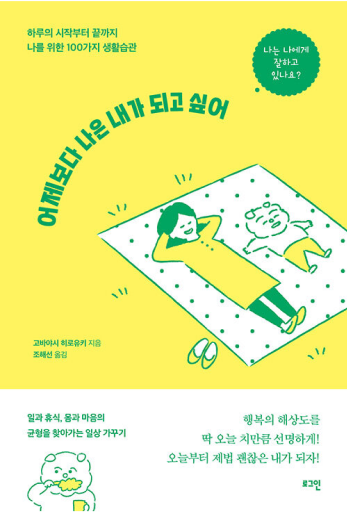 하루의 시작부터 끝까지
나를 위한 100가지 생활습관
나는 나에게
잘하고
있나요?
어제보다 나은 내가 되고 싶어
고바야시 히로유키 지음
조해선 옮김
일과 휴식, 몸과 마음의
균형을 찾아가는 일상 가꾸기
행복의 해상도를
딱 오늘 치만큼 선명하게!
오늘부터 제법 괜찮은 내가 되자!
로그인